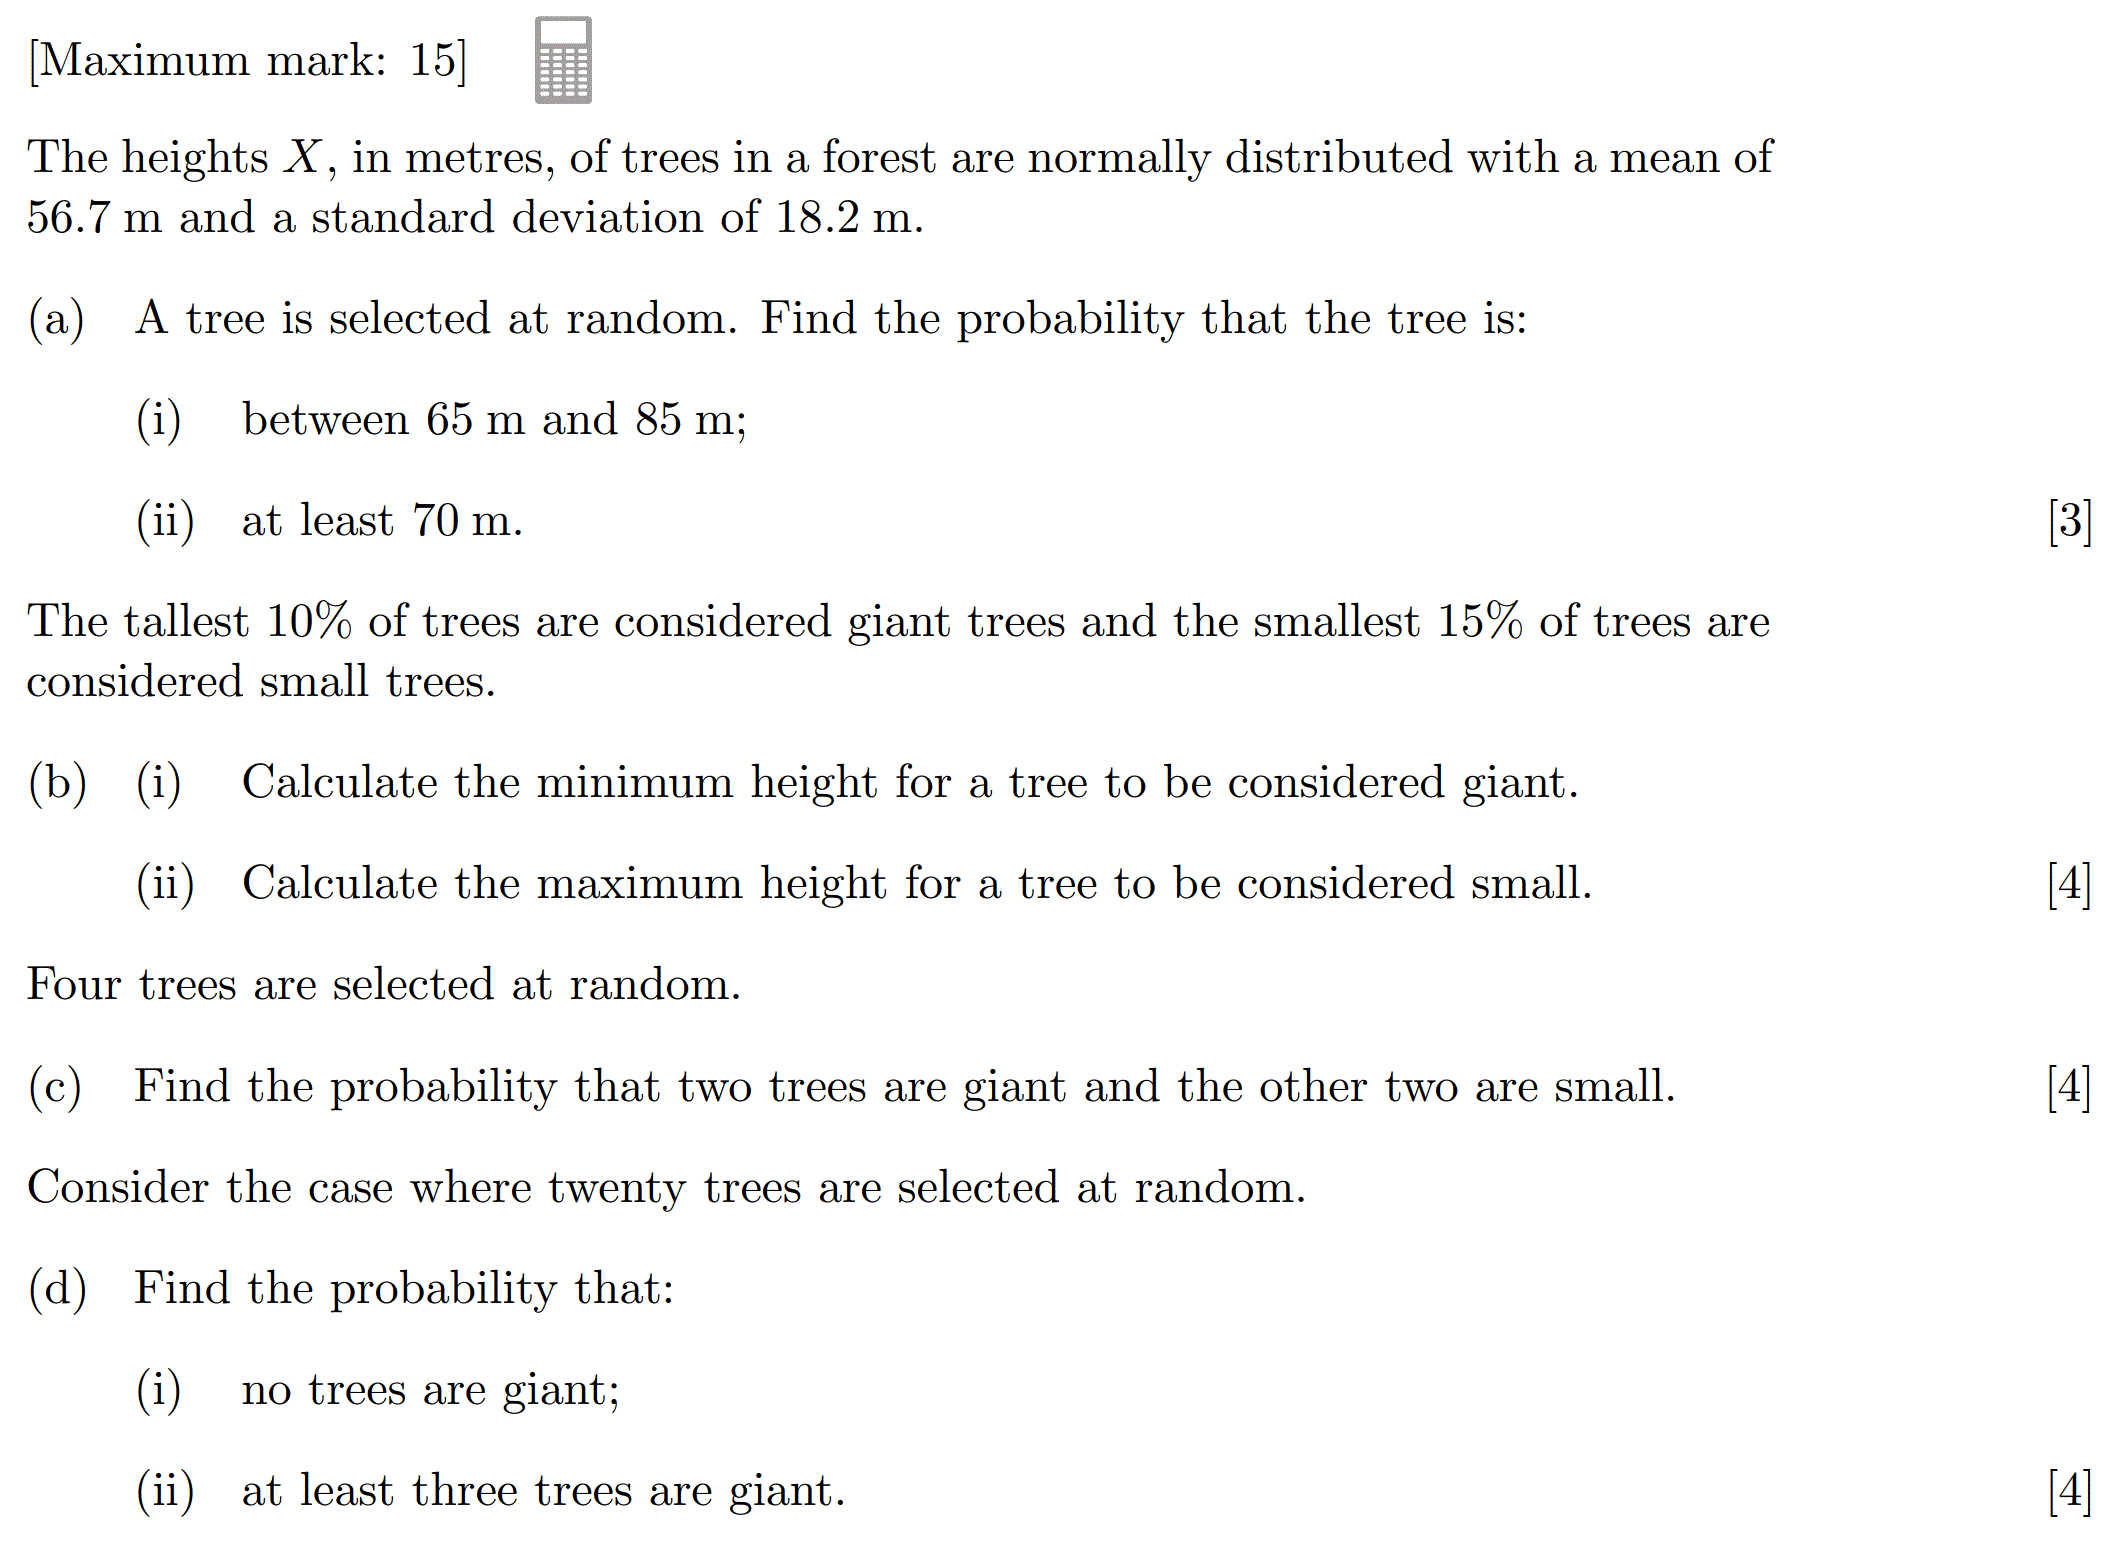 [Maximum mark: 15]
The heights X, in metres, of trees in a forest are normally distributed with a mean of
56.7 m and a standard deviation of 18.2 m.
(a) A tree is selected at random. Find the probability that the tree is:
(i) between 65 m and 85 m;
(ii) at least 70 m. [3]
The tallest 10% of trees are considered giant trees and the smallest 15% of trees are
considered small trees.
(b) (i) Calculate the minimum height for a tree to be considered giant.
(ii) Calculate the maximum height for a tree to be considered small. [4]
Four trees are selected at random.
(c) Find the probability that two trees are giant and the other two are small. [4]
Consider the case where twenty trees are selected at random.
(d) Find the probability that:
(i) no trees are giant;
(ii) at least three trees are giant. [4]